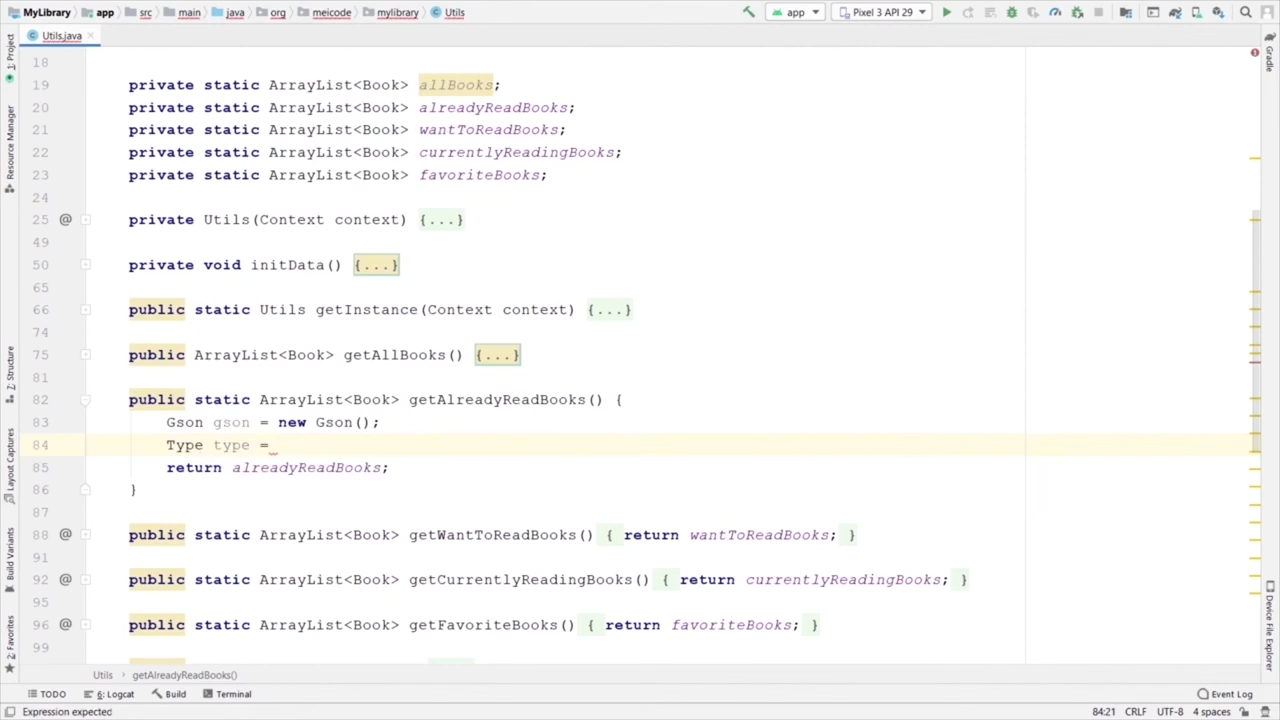 MyLibrary app src main java org meicode mylibrary Utils app Pixel 3 API 29
Utils.java
18
19 private static ArrayList<Book> allBooks;
20 private static ArrayList<Book> alreadyReadBooks;
21 private static ArrayList<Book> wantToReadBooks;
22 private static ArrayList<Book> currentlyReadingBooks;
23 private static ArrayList<Book> favoriteBooks;
24
25 @ private Utils(Context context) {...}
49
50 private void initData() {...}
65
66 public static Utils getInstance(Context context) {...}
74
75 public ArrayList<Book> getAllBooks() {...}
81
82 public static ArrayList<Book> getAlreadyReadBooks() {
83 Gson gson = new Gson();
84 Type type =
85 return alreadyReadBooks;
86 }
87
88 @ public static ArrayList<Book> getWantToReadBooks() { return wantToReadBooks; }
91
92 @ public static ArrayList<Book> getCurrentlyReadingBooks() { return currentlyReadingBooks; }
95
96 @ public static ArrayList<Book> getFavoriteBooks() { return favoriteBooks; }
99
Utils getAlreadyReadBooks()
TODO 6: Logcat Build Terminal Event Log
Expression expected 84:21 CRLF UTF-8 4 spaces
1: Project
Resource Manager
7: Structure
Layout Captures
Build Variants
2: Favorites
Gradle
Device File Explorer